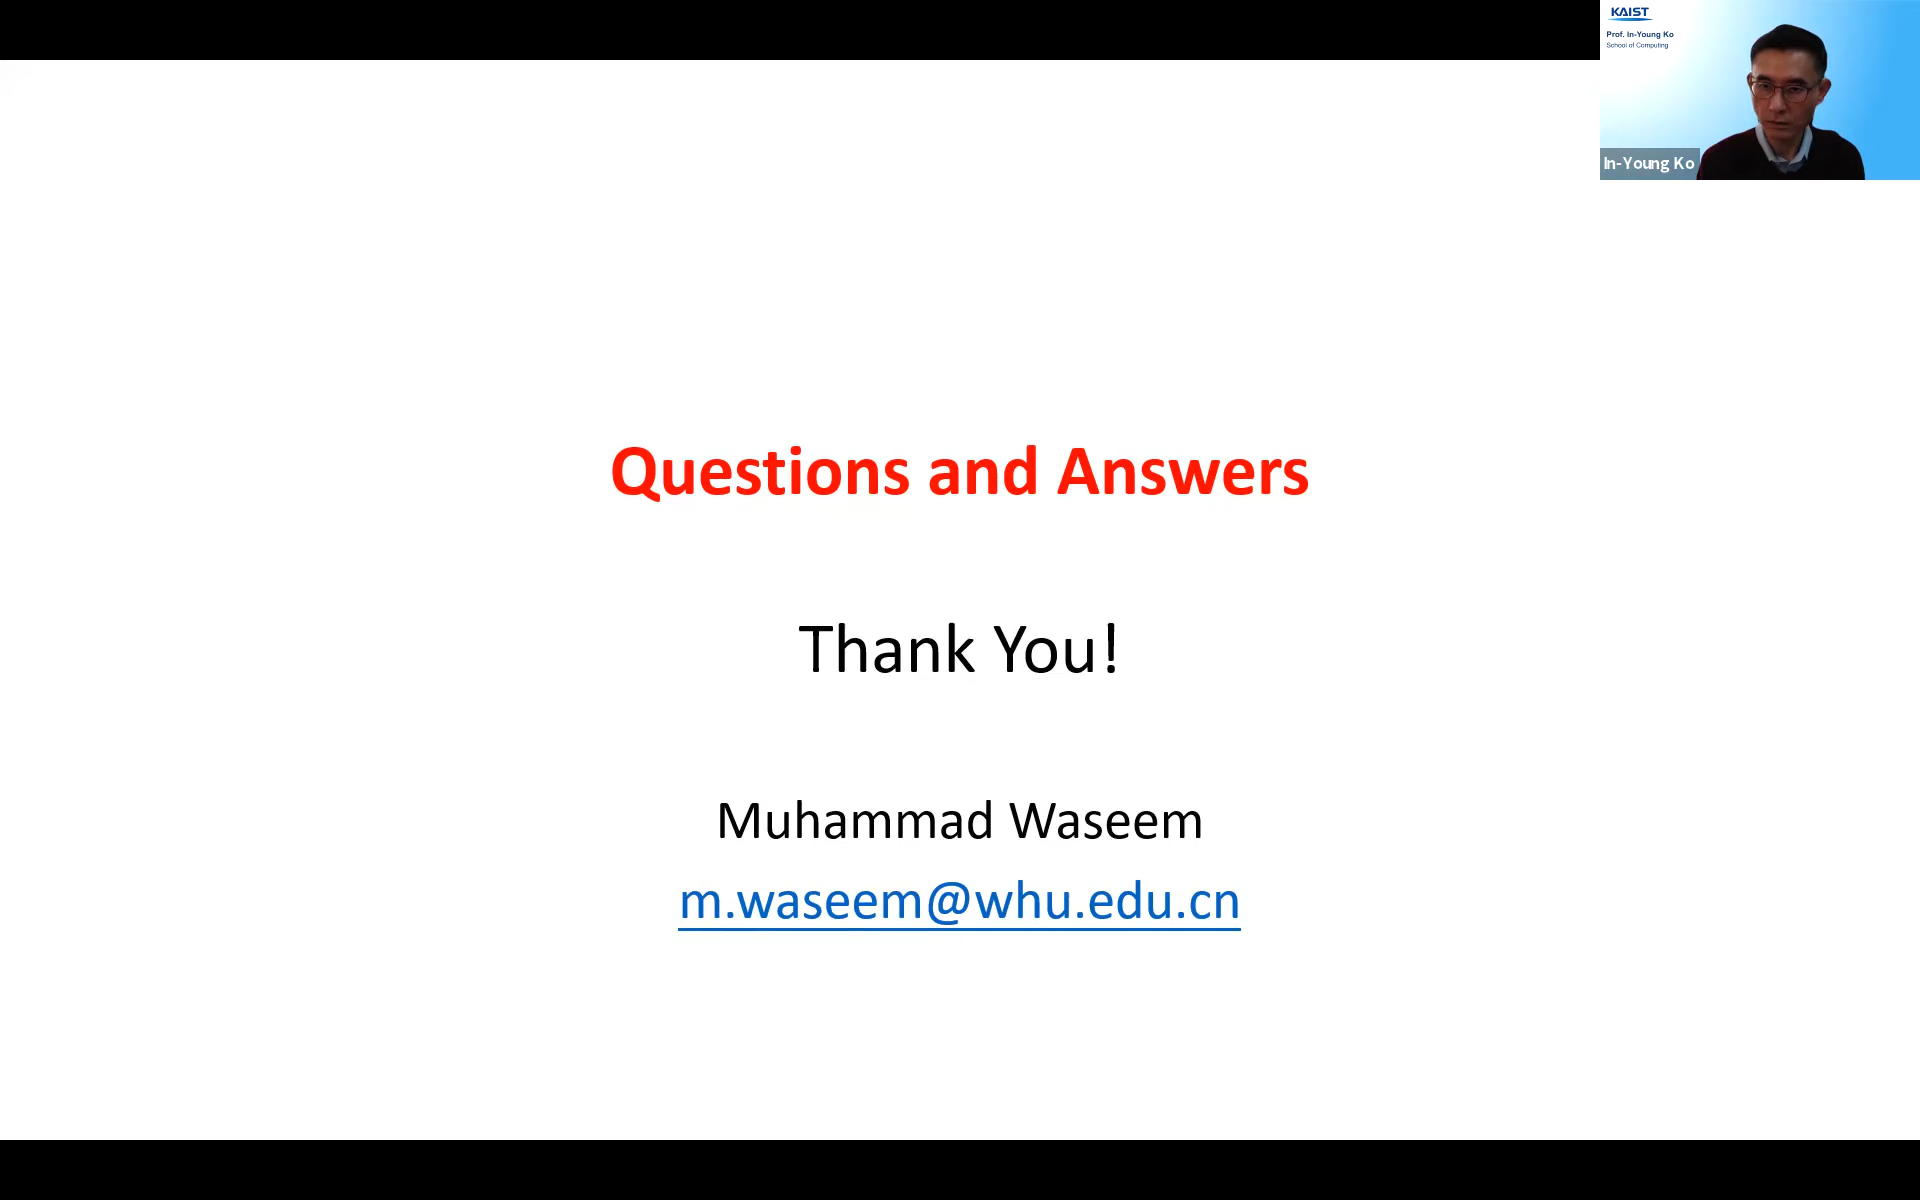 KAIST
Prof. In-Young Ko
School of Computing
In-Young Ko
Questions and Answers
Thank You!
Muhammad Waseem
m.waseem@whu.edu.cn